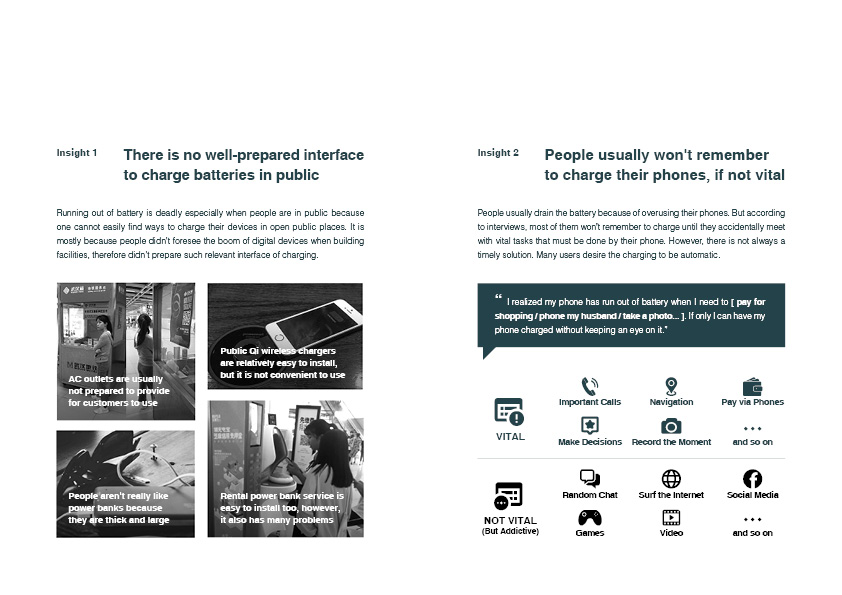 Insight 1
There is no well-prepared interface
to charge batteries in public
Running out of battery is deadly especially when people are in public because
one cannot easily find ways to charge their devices in open public places. It is
mostly because people didn't foresee the boom of digital devices when building
facilities, therefore didn't prepare such relevant interface of charging.
AC outlets are usually
not prepared to provide
for customers to use
Public Qi wireless chargers
are relatively easy to install,
but it is not convenient to use
People aren't really like
power banks because
they are thick and large
Rental power bank service is
easy to install too, however,
it also has many problems
Insight 2
People usually won't remember
to charge their phones, if not vital
People usually drain the battery because of overusing their phones. But according
to interviews, most of them won't remember to charge until they accidentally meet
with vital tasks that must be done by their phone. However, there is not always a
timely solution. Many users desire the charging to be automatic.
“ I realized my phone has run out of battery when I need to [ pay for
shopping / phone my husband / take a photo... ]. If only I can have my
phone charged without keeping an eye on it."
VITAL
Important Calls
Navigation
Pay via Phones
Make Decisions
Record the Moment
and so on
NOT VITAL
(But Addictive)
Random Chat
Surf the Internet
Social Media
Games
Video
and so on